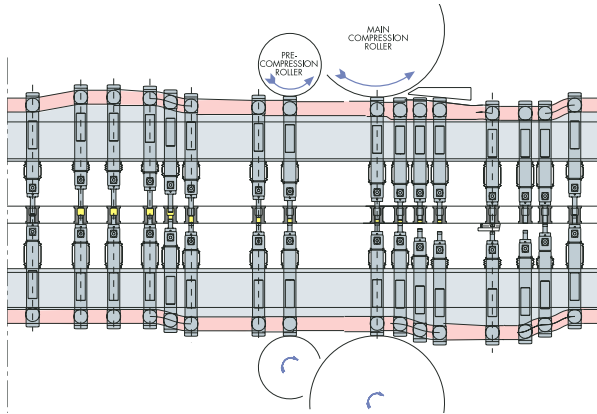 MAIN
COMPRESSION
ROLLER
PRE-
COMPRESSION
ROLLER